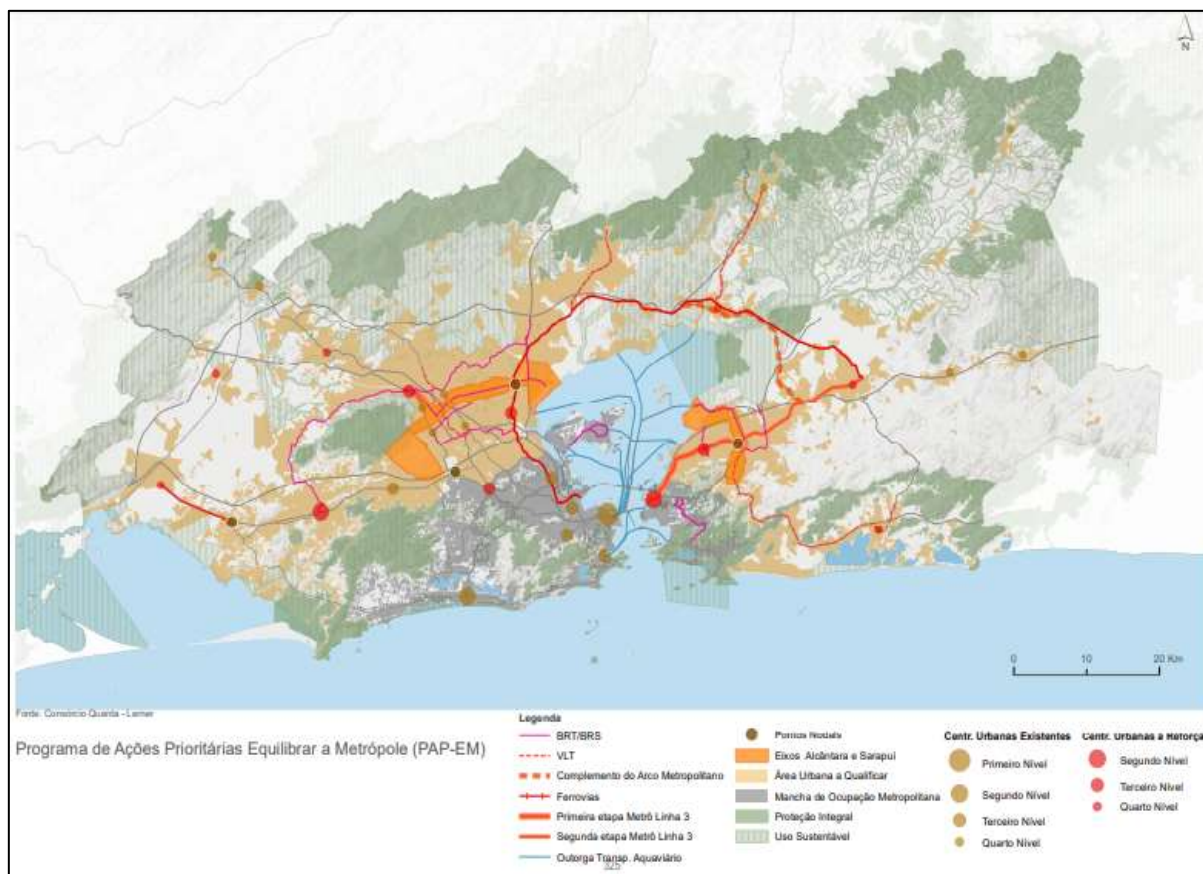 N
0 10 20 Km
Fonte: Consórcio Quanta - Lerner
Programa de Ações Prioritárias Equilibrar a Metrópole (PAP-EM)
Legenda
BRT/BRS
VLT
Complemento do Arco Metropolitano
Ferrovias
Primeira etapa Metrô Linha 3
Segunda etapa Metrô Linha 3
Outorga Transp. Aquaviário
Pontos Nodais
Eixos Alcântara e Sarapuí
Área Urbana a Qualificar
Mancha de Ocupação Metropolitana
Proteção Integral
Uso Sustentável
Centr. Urbanas Existentes
Primeiro Nível
Segundo Nível
Terceiro Nível
Quarto Nível
Centr. Urbanas a Reforçar
Segundo Nível
Terceiro Nível
Quarto Nível
325